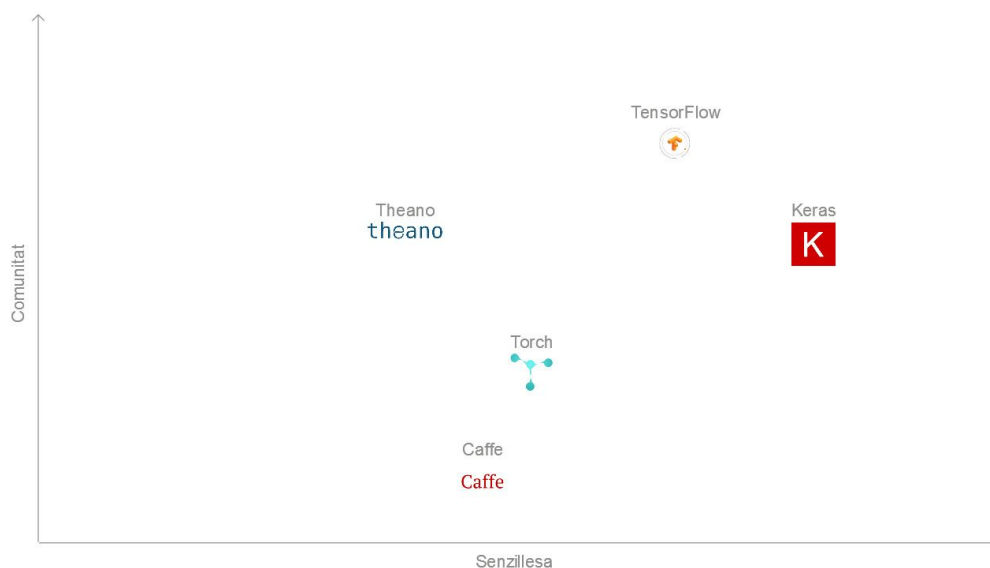 TensorFlow
Theano
theano
Keras
K
Comunitat
Torch
Caffe
Caffe
Senzillesa